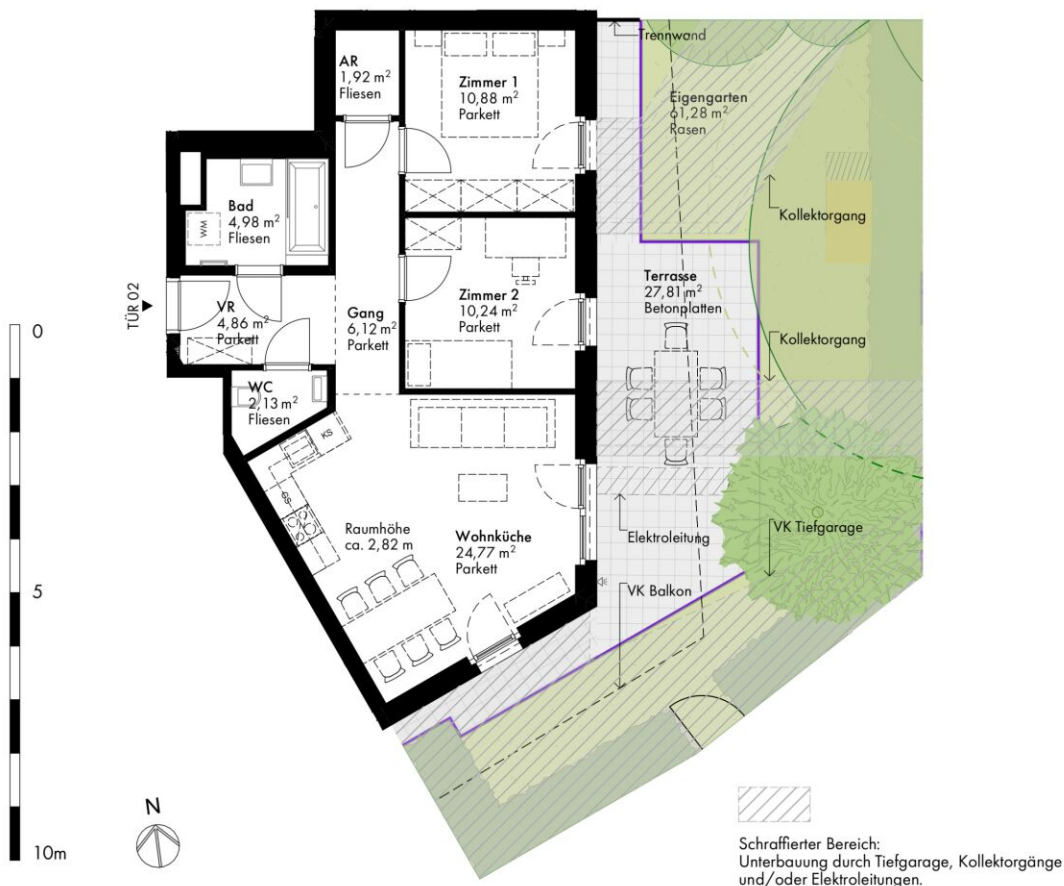 AR
1,92 m²
Fliesen
Zimmer 1
10,88 m²
Parkett
Trennwand
Eigengarten
61,28 m²
Rasen
Kollektorgang
Bad
4,98 m²
Fliesen
WM
TÜR 02
VR
4,86 m²
Parkett
Gang
6,12 m²
Parkett
Zimmer 2
10,24 m²
Parkett
Terrasse
27,81 m²
Betonplatten
Kollektorgang
WC
2,13 m²
Fliesen
KS
GS
Raumhöhe
ca. 2,82 m
Wohnküche
24,77 m²
Parkett
Elektroleitung
VK Tiefgarage
VK Balkon
0
5
10m
N
Schraffierter Bereich:
Unterbauung durch Tiefgarage, Kollektorgänge
und/oder Elektroleitungen.